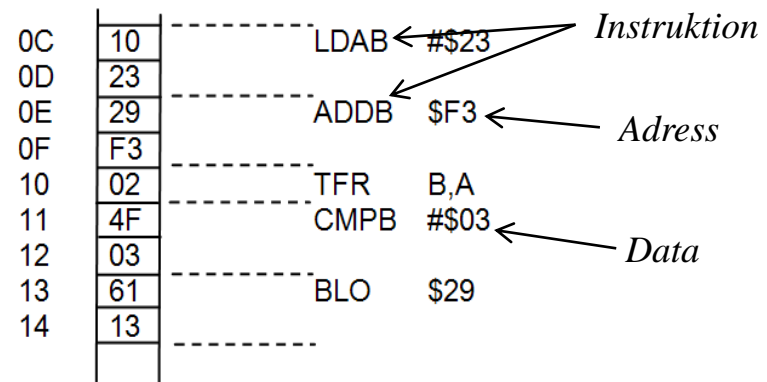 0C 10 LDAB #$23 Instruktion
0D 23
0E 29 ADDB $F3 Adress
0F F3
10 02 TFR B,A
11 4F CMPB #$03
12 03 Data
13 61 BLO $29
14 13